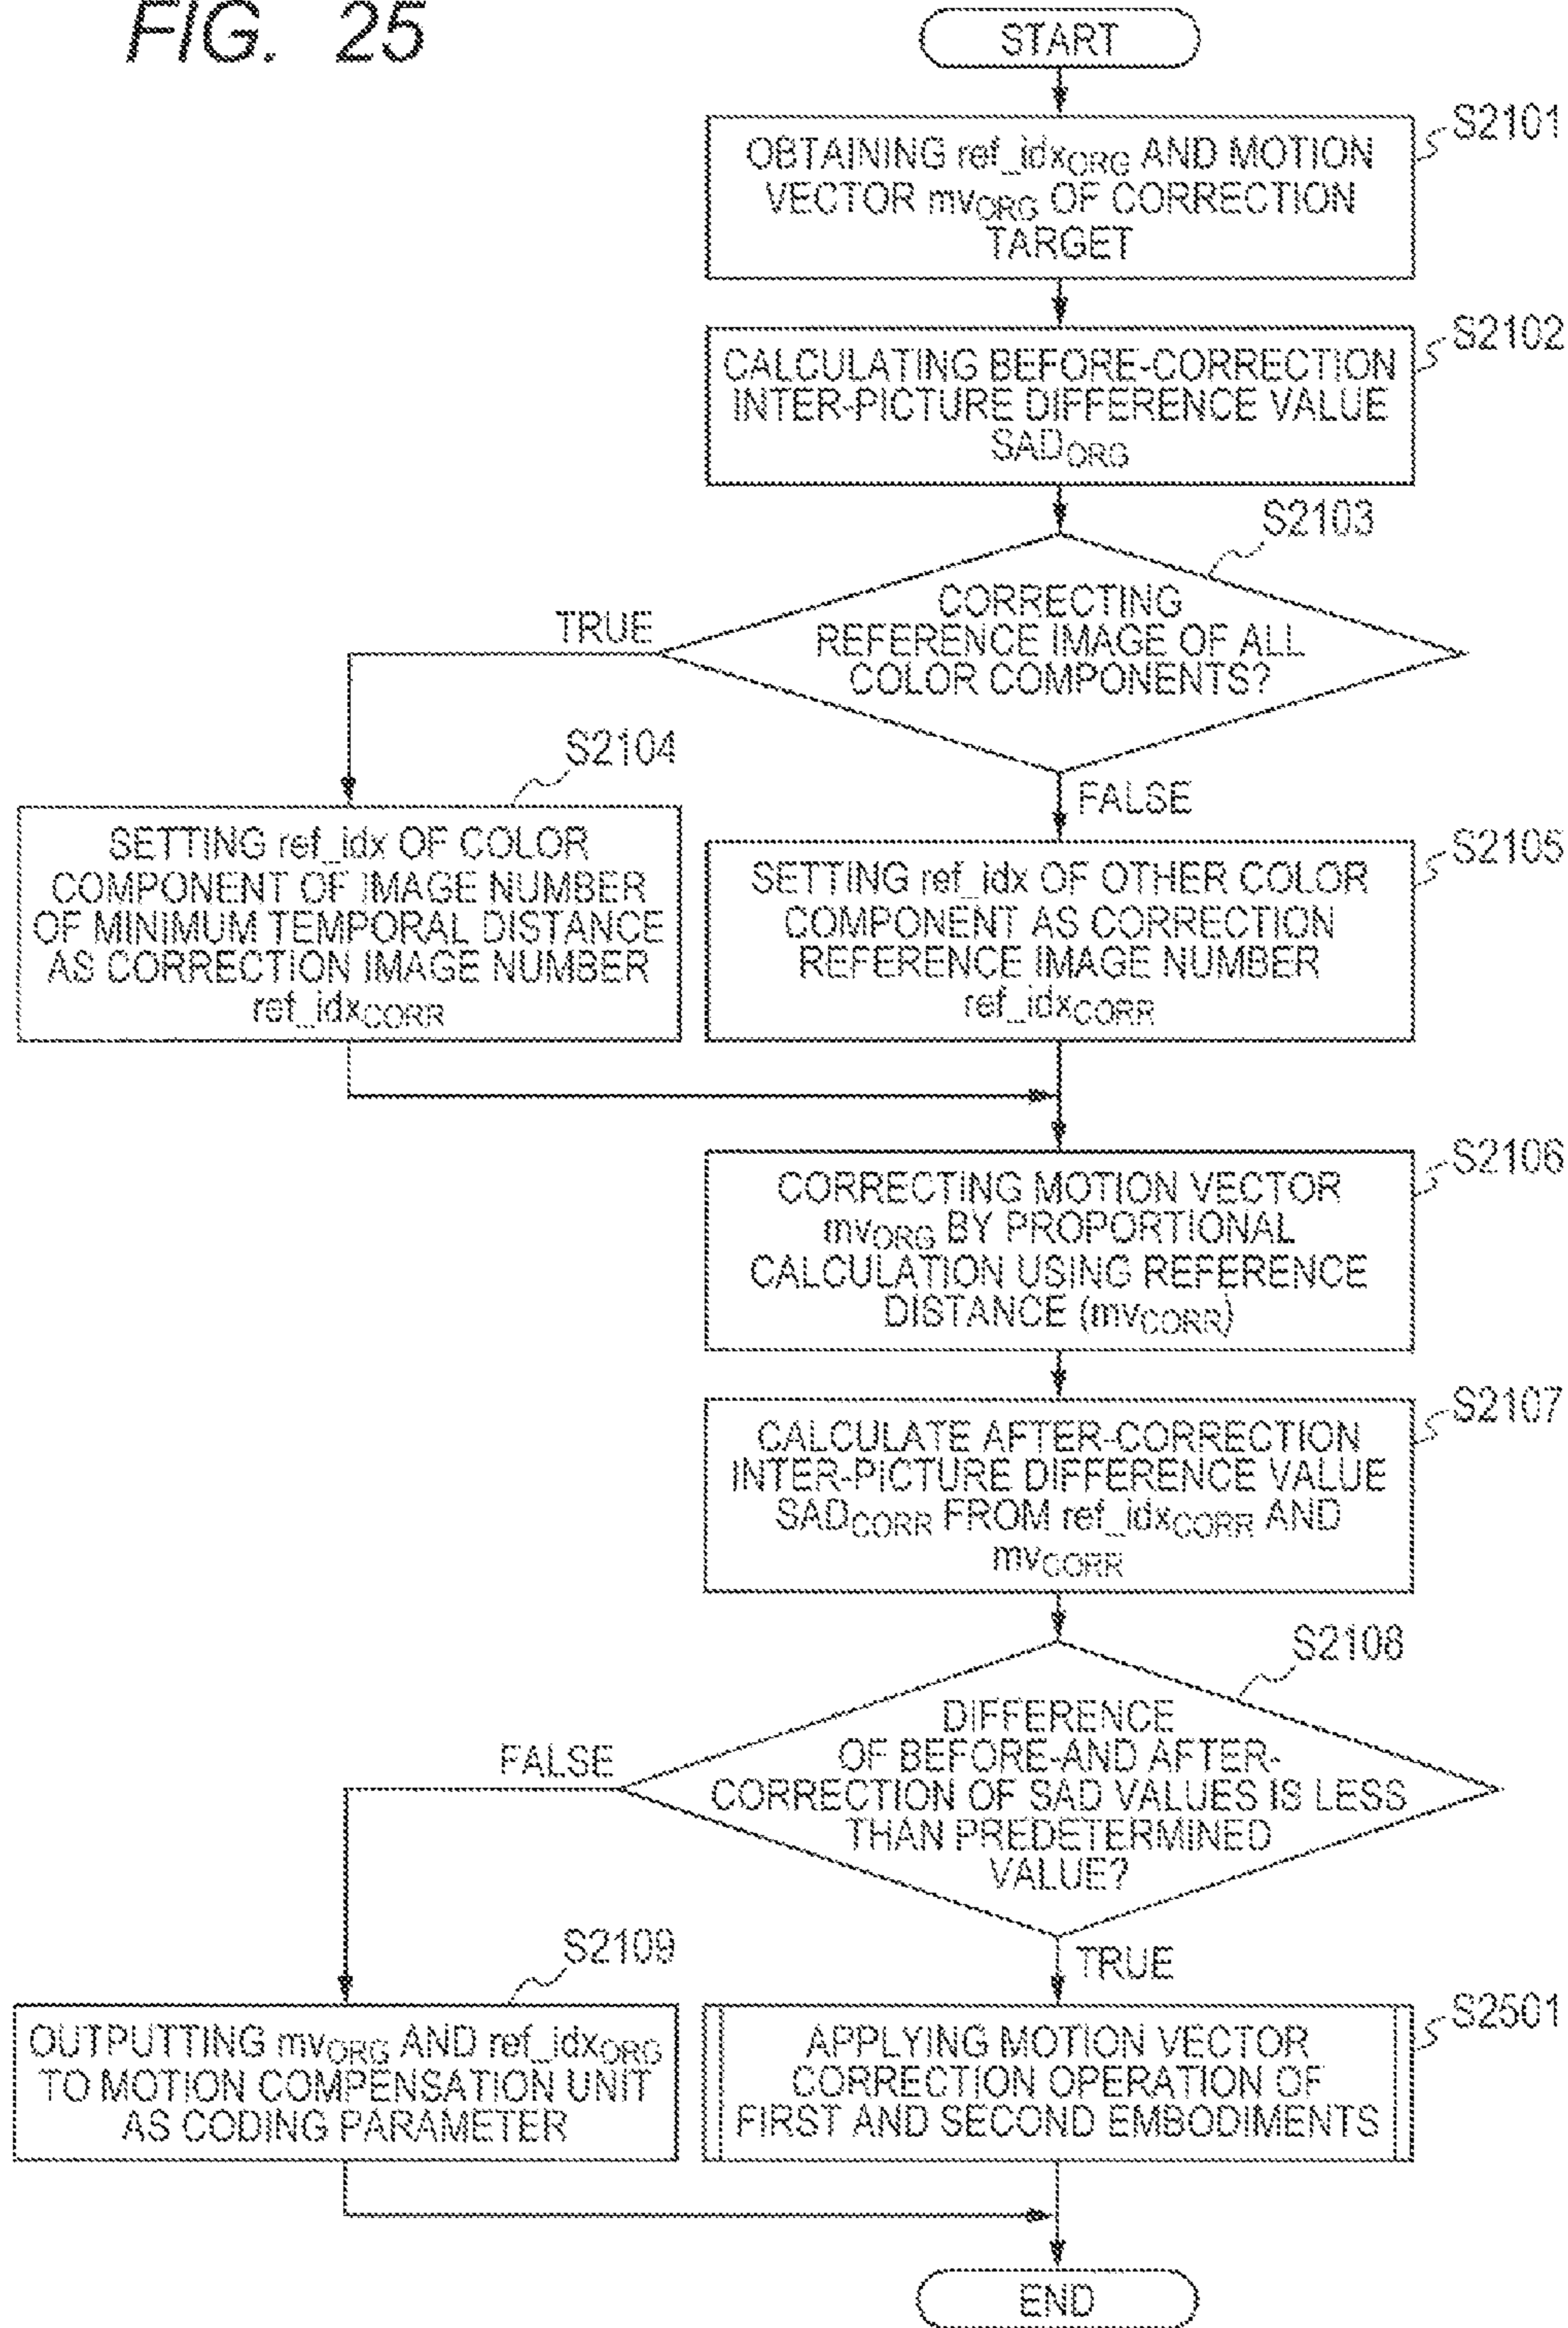 FIG. 25
START
S2101
OBTAINING ref_idxORG AND MOTION
VECTOR mvORG OF CORRECTION
TARGET
S2102
CALCULATING BEFORE-CORRECTION
INTER-PICTURE DIFFERENCE VALUE
SADORG
S2103
CORRECTING
REFERENCE IMAGE OF ALL
COLOR COMPONENTS?
TRUE
FALSE
S2104
SETTING ref_idx OF COLOR
COMPONENT OF IMAGE NUMBER
OF MINIMUM TEMPORAL DISTANCE
AS CORRECTION IMAGE NUMBER
ref_idxCORR
S2105
SETTING ref_idx OF OTHER COLOR
COMPONENT AS CORRECTION
REFERENCE IMAGE NUMBER
ref_idxCORR
S2106
CORRECTING MOTION VECTOR
mvORG BY PROPORTIONAL
CALCULATION USING REFERENCE
DISTANCE (mvCORR)
S2107
CALCULATE AFTER-CORRECTION
INTER-PICTURE DIFFERENCE VALUE
SADCORR FROM ref_idxCORR AND
mvCORR
S2108
DIFFERENCE
OF BEFORE-AND AFTER-
CORRECTION OF SAD VALUES IS LESS
THAN PREDETERMINED
VALUE?
FALSE
TRUE
S2109
OUTPUTTING mvORG AND ref_idxORG
TO MOTION COMPENSATION UNIT
AS CODING PARAMETER
S2501
APPLYING MOTION VECTOR
CORRECTION OPERATION OF
FIRST AND SECOND EMBODIMENTS
END